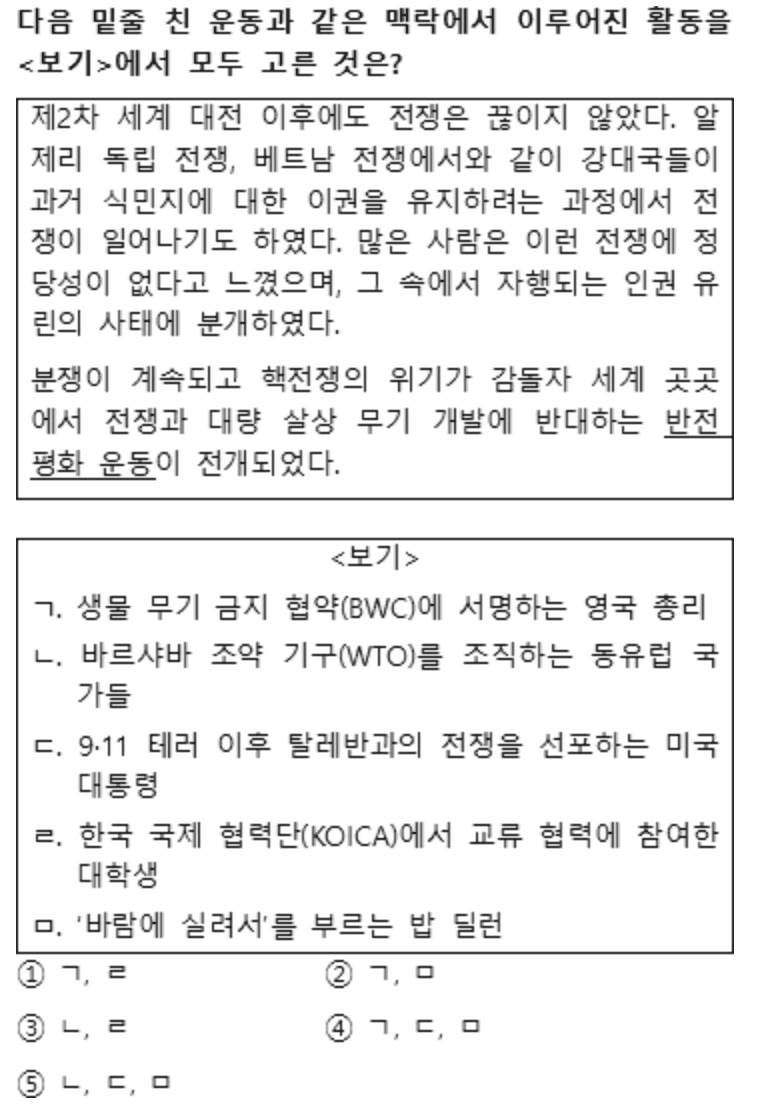 다음 밑줄 친 운동과 같은 맥락에서 이루어진 활동을
<보기>에서 모두 고른 것은?
제2차 세계 대전 이후에도 전쟁은 끊이지 않았다. 알
제리 독립 전쟁, 베트남 전쟁에서와 같이 강대국들이
과거 식민지에 대한 이권을 유지하려는 과정에서 전
쟁이 일어나기도 하였다. 많은 사람은 이런 전쟁에 정
당성이 없다고 느꼈으며, 그 속에서 자행되는 인권 유
린의 사태에 분개하였다.
분쟁이 계속되고 핵전쟁의 위기가 감돌자 세계 곳곳
에서 전쟁과 대량 살상 무기 개발에 반대하는 반전
평화 운동이 전개되었다.
<보기>
ㄱ. 생물 무기 금지 협약(BWC)에 서명하는 영국 총리
ㄴ. 바르샤바 조약 기구(WTO)를 조직하는 동유럽 국
가들
ㄷ. 9·11 테러 이후 탈레반과의 전쟁을 선포하는 미국
대통령
ㄹ. 한국 국제 협력단(KOICA)에서 교류 협력에 참여한
대학생
ㅁ. '바람에 실려서'를 부르는 밥 딜런
① ㄱ, ㄹ ② ㄱ, ㅁ
③ ㄴ, ㄹ ④ ㄱ, ㄷ, ㅁ
⑤ ㄴ, ㄷ, ㅁ